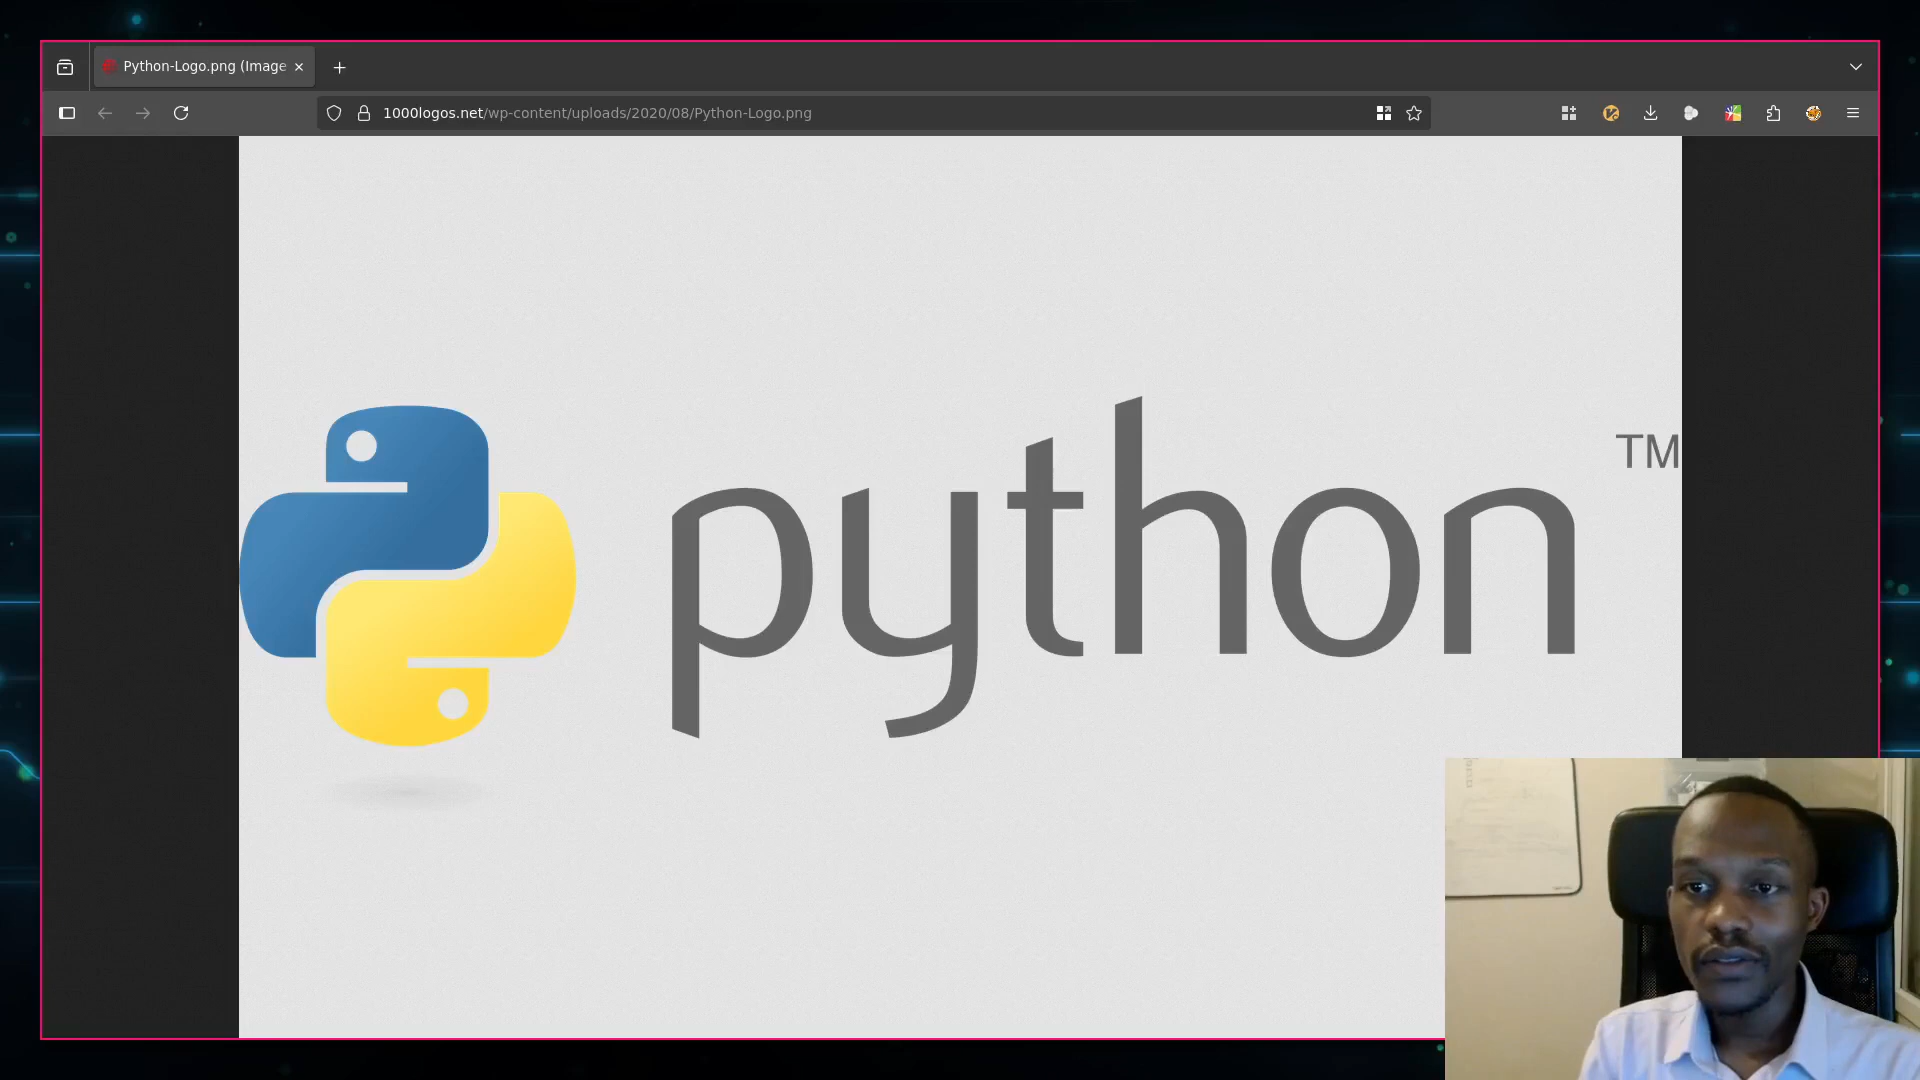 Python-Logo.png (Image
1000logos.net/wp-content/uploads/2020/08/Python-Logo.png
python
TM